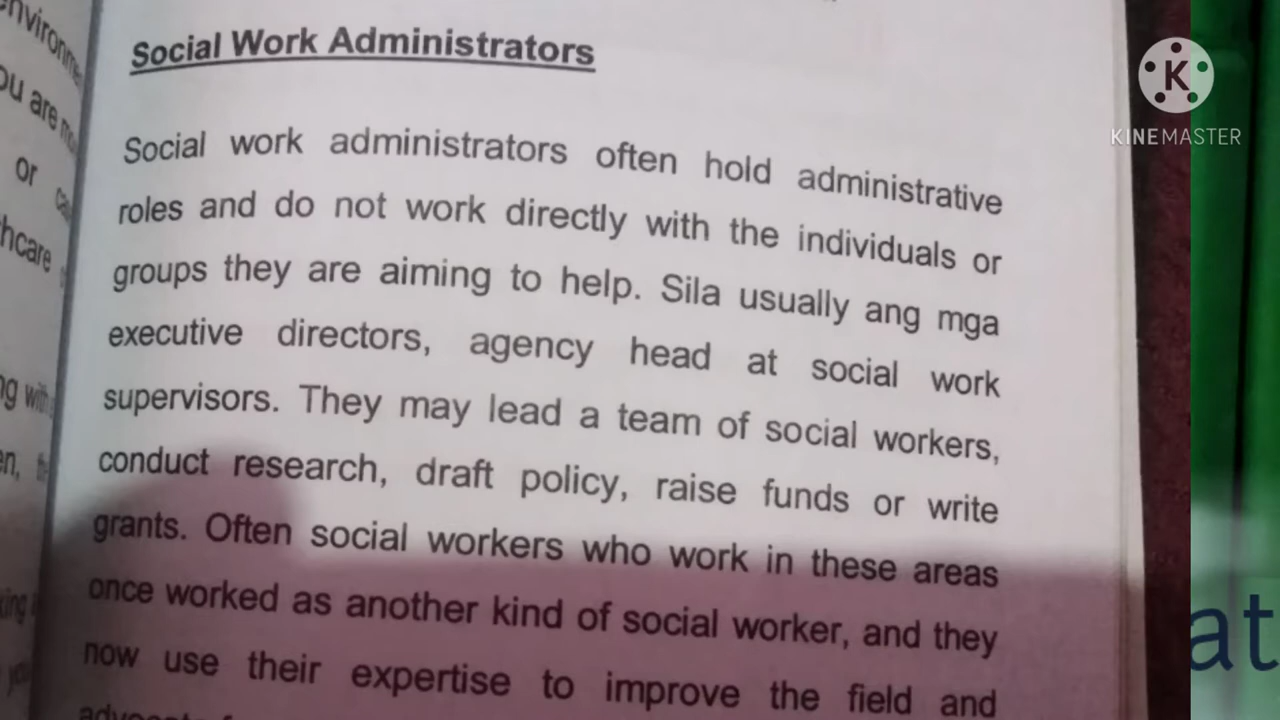 Social Work Administrators
Social work administrators often hold administrative
roles and do not work directly with the individuals or
groups they are aiming to help. Sila usually ang mga
executive directors, agency head at social work
supervisors. They may lead a team of social workers,
conduct research, draft policy, raise funds or write
grants. Often social workers who work in these areas
once worked as another kind of social worker, and they
now use their expertise to improve the field and
or
KINEMASTER
at